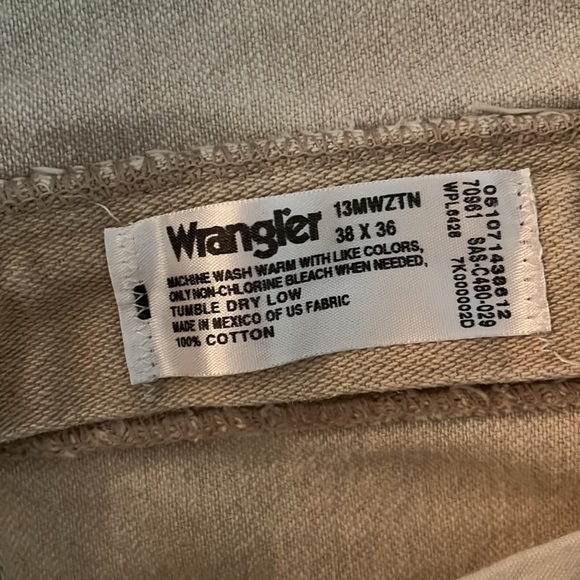 Wrangler
13MWZTN
38 X 36
MACHINE WASH WARM WITH LIKE COLORS,
ONLY NON-CHLORINE BLEACH WHEN NEEDED,
TUMBLE DRY LOW
MADE IN MEXICO OF US FABRIC
100% COTTON
051071438612
70961 SAS-C480-029
WPL6428 7K000002D